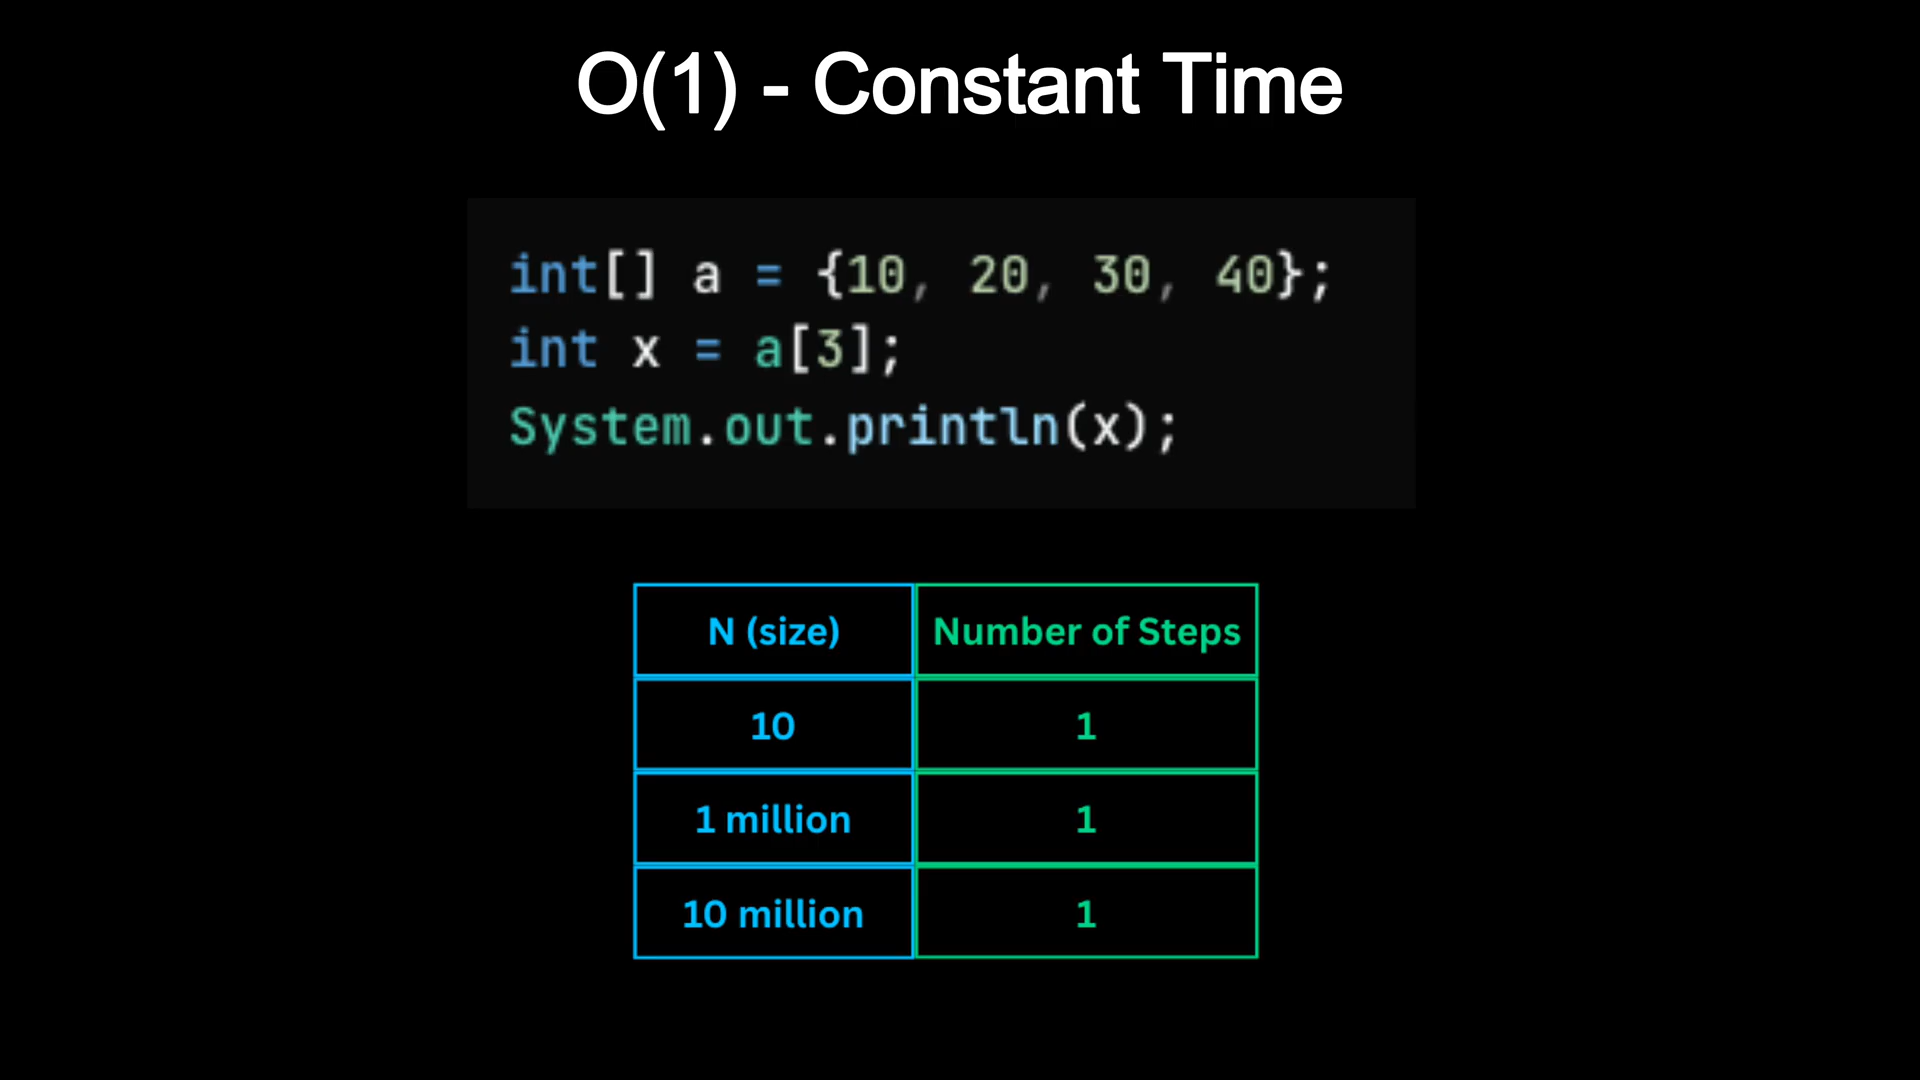 O(1) - Constant Time
int[] a = {10, 20, 30, 40};
int x = a[3];
System.out.println(x);
N (size) Number of Steps
10 1
1 million 1
10 million 1